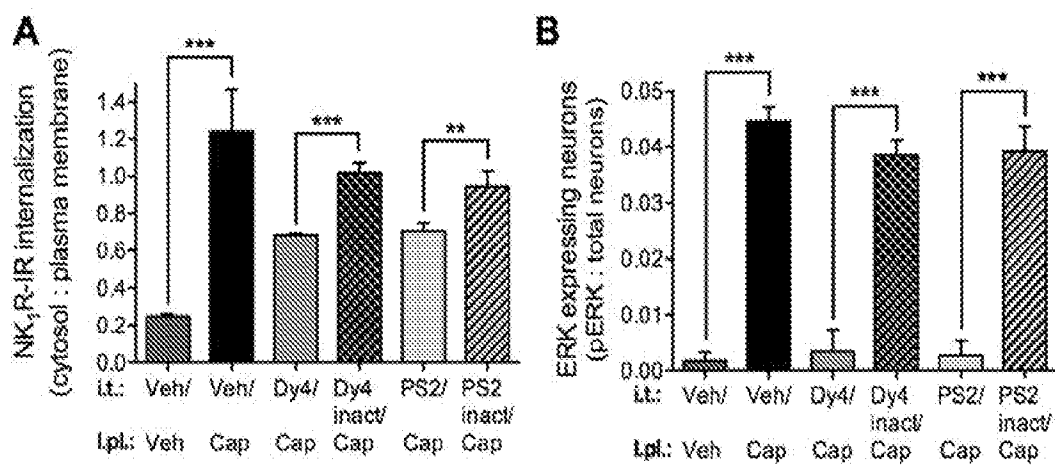 A
NK₁R-IR internalization
(cytosol : plasma membrane)
1.4
1.2
1.0
0.8
0.6
0.4
0.2
0.0
***
***
**
i.t.: Veh/ Veh/ Dy4/ Dy4 inact/ PS2/ PS2 inact/
i.pl.: Veh Cap Cap Cap Cap Cap
B
ERK expressing neurons
(pERK : total neurons)
0.05
0.04
0.03
0.02
0.01
0.00
***
***
***
i.t.: Veh/ Veh/ Dy4/ Dy4 inact/ PS2/ PS2 inact/
i.pl.: Veh Cap Cap Cap Cap Cap